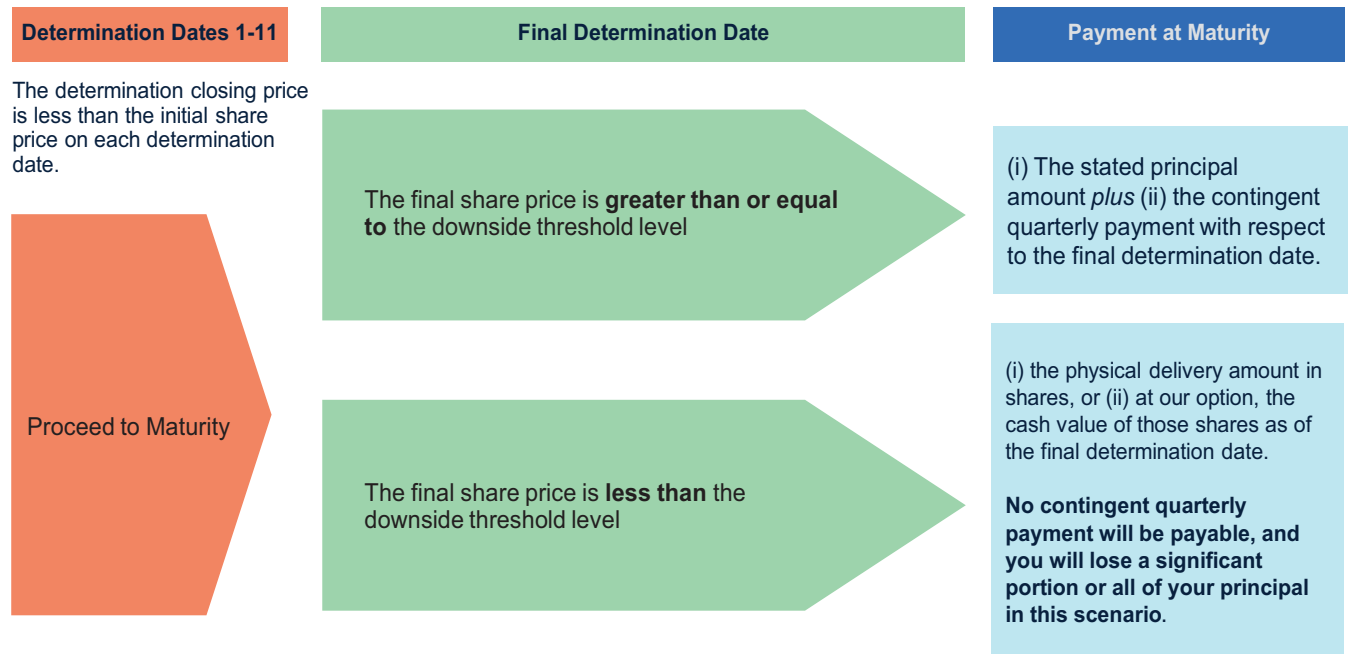 Determination Dates 1-11
Final Determination Date
Payment at Maturity
The determination closing price
is less than the initial share
price on each determination
date.
Proceed to Maturity
The final share price is greater than or equal
to the downside threshold level
(i) The stated principal
amount plus (ii) the contingent
quarterly payment with respect
to the final determination date.
The final share price is less than the
downside threshold level
(i) the physical delivery amount in
shares, or (ii) at our option, the
cash value of those shares as of
the final determination date.
No contingent quarterly
payment will be payable, and
you will lose a significant
portion or all of your principal
in this scenario.